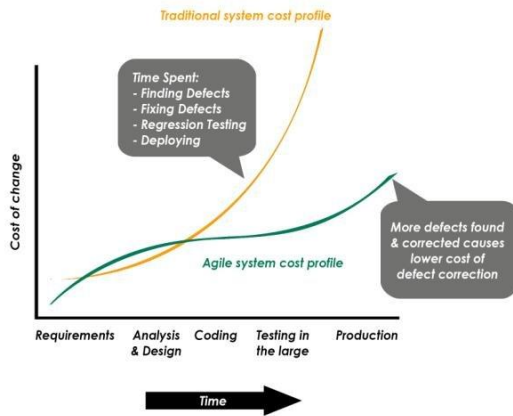 Traditional system cost profile
Time Spent:
- Finding Defects
- Fixing Defects
- Regression Testing
- Deploying
Cost of change
More defects found
& corrected causes
lower cost of
defect correction
Agile system cost profile
Requirements
Analysis
& Design
Coding
Testing in
the large
Production
Time